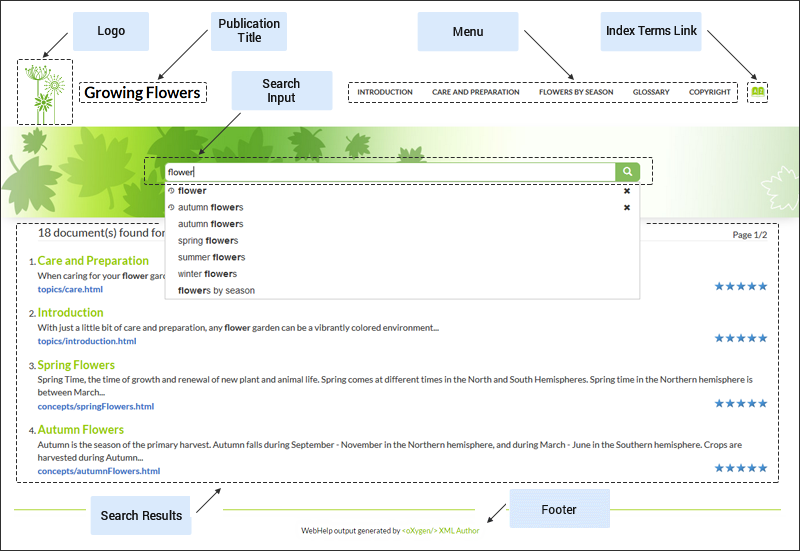 Logo
Publication
Title
Menu
Index Terms Link
Search
Input
Growing Flowers
INTRODUCTION CARE AND PREPARATION FLOWERS BY SEASON GLOSSARY COPYRIGHT
flower
flower
autumn flowers
autumn flowers
spring flowers
summer flowers
winter flowers
flowers by season
18 document(s) found for
Page 1/2
1. Care and Preparation
When caring for your flower gard
topics/care.html
2. Introduction
With just a little bit of care and preparation, any flower garden can be a vibrantly colored environment...
topics/introduction.html
3. Spring Flowers
Spring Time, the time of growth and renewal of new plant and animal life. Spring comes at different times in the North and South Hemispheres. Spring time in the Northern hemisphere is
between March...
concepts/springFlowers.html
4. Autumn Flowers
Autumn is the season of the primary harvest. Autumn falls during September - November in the Northern hemisphere, and during March - June in the Southern hemisphere. Crops are
harvested during Autumn...
concepts/autumnFlowers.html
Search Results
Footer
WebHelp output generated by <oXygen/> XML Author